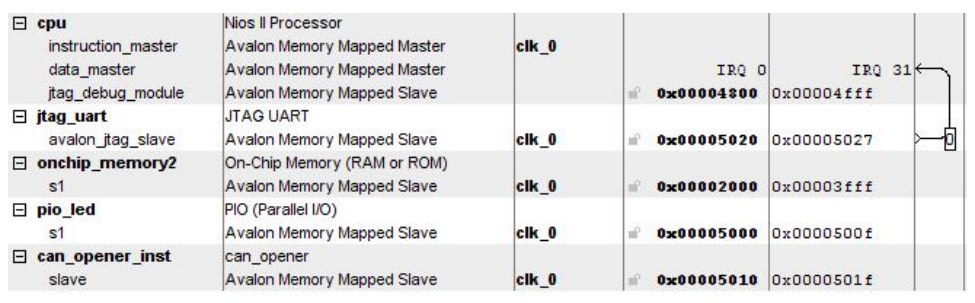 cpu Nios II Processor
instruction_master Avalon Memory Mapped Master clk_0
data_master Avalon Memory Mapped Master IRQ 0 IRQ 31
jtag_debug_module Avalon Memory Mapped Slave 0x00004800 0x00004fff
jtag_uart JTAG UART
avalon_jtag_slave Avalon Memory Mapped Slave clk_0 0x00005020 0x00005027 0
onchip_memory2 On-Chip Memory (RAM or ROM)
s1 Avalon Memory Mapped Slave clk_0 0x00002000 0x00003fff
pio_led PIO (Parallel I/O)
s1 Avalon Memory Mapped Slave clk_0 0x00005000 0x0000500f
can_opener_inst can_opener
slave Avalon Memory Mapped Slave clk_0 0x00005010 0x0000501f